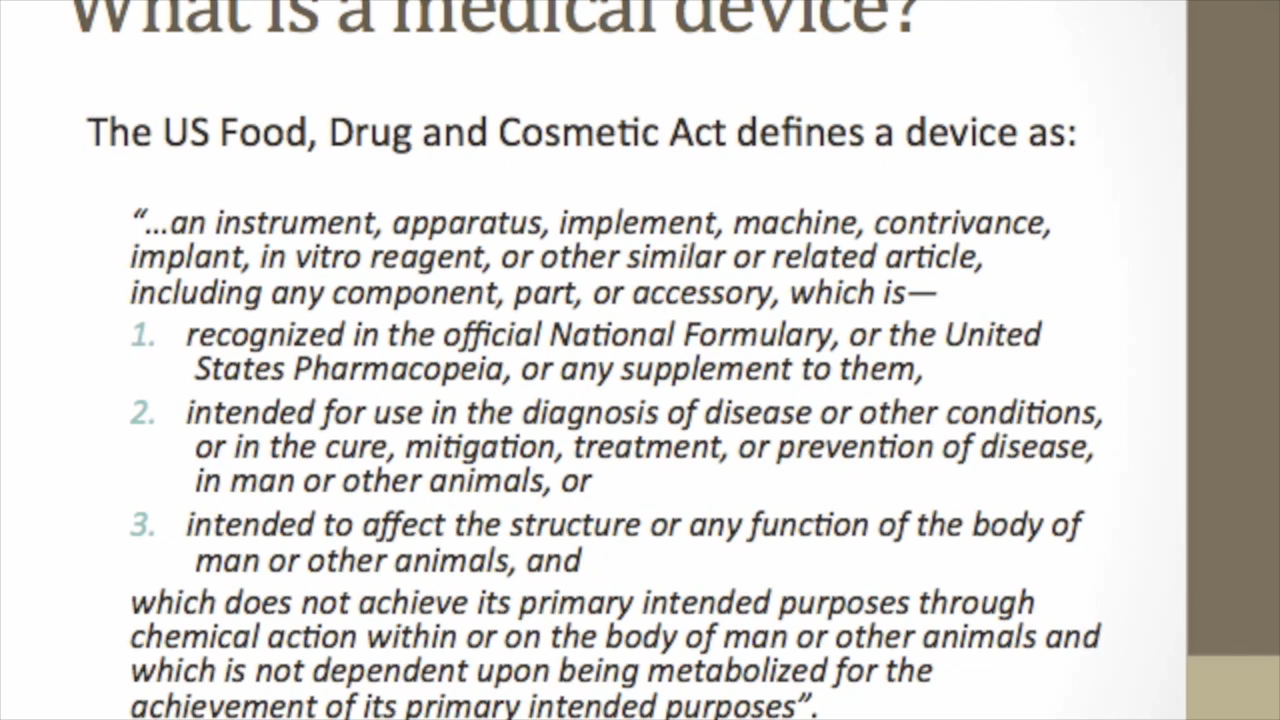 What is a medical device?
The US Food, Drug and Cosmetic Act defines a device as:
“...an instrument, apparatus, implement, machine, contrivance,
implant, in vitro reagent, or other similar or related article,
including any component, part, or accessory, which is—
1. recognized in the official National Formulary, or the United
States Pharmacopeia, or any supplement to them,
2. intended for use in the diagnosis of disease or other conditions,
or in the cure, mitigation, treatment, or prevention of disease,
in man or other animals, or
3. intended to affect the structure or any function of the body of
man or other animals, and
which does not achieve its primary intended purposes through
chemical action within or on the body of man or other animals and
which is not dependent upon being metabolized for the
achievement of its primary intended purposes”.